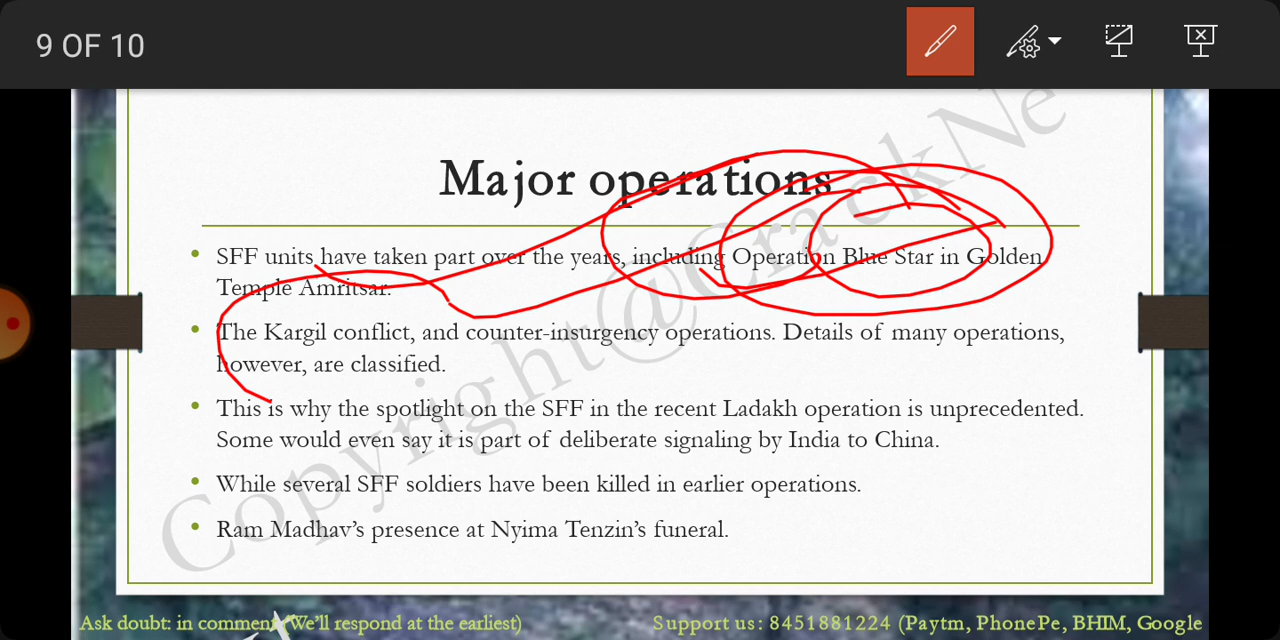 9 OF 10
Major operations
• SFF units have taken part over the years, including Operation Blue Star in Golden
Temple Amritsar.
• The Kargil conflict, and counter-insurgency operations. Details of many operations,
however, are classified.
• This is why the spotlight on the SFF in the recent Ladakh operation is unprecedented.
Some would even say it is part of deliberate signaling by India to China.
• While several SFF soldiers have been killed in earlier operations.
• Ram Madhav’s presence at Nyima Tenzin’s funeral.
Copyright@CrackNe
Ask doubt: in comment (We’ll respond at the earliest)
Support us: 8451881224 (Paytm, PhonePe, BHIM, Google